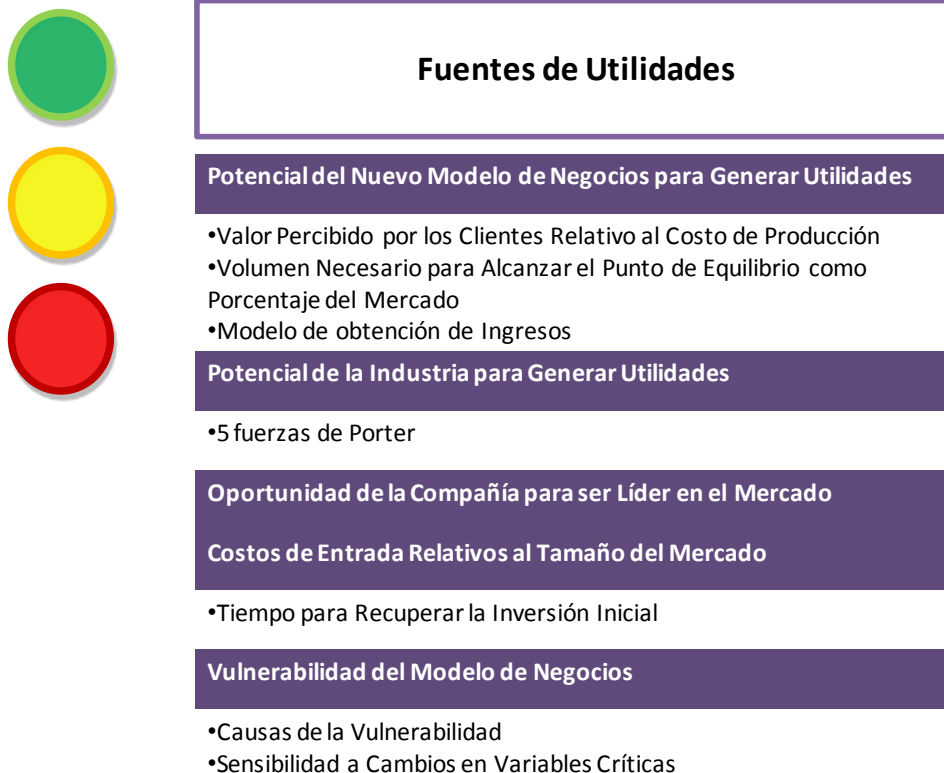 Fuentes de Utilidades
Potencial del Nuevo Modelo de Negocios para Generar Utilidades
•Valor Percibido por los Clientes Relativo al Costo de Producción
•Volumen Necesario para Alcanzar el Punto de Equilibrio como
Porcentaje del Mercado
•Modelo de obtención de Ingresos
Potencial de la Industria para Generar Utilidades
•5 fuerzas de Porter
Oportunidad de la Compañía para ser Líder en el Mercado
Costos de Entrada Relativos al Tamaño del Mercado
•Tiempo para Recuperar la Inversión Inicial
Vulnerabilidad del Modelo de Negocios
•Causas de la Vulnerabilidad
•Sensibilidad a Cambios en Variables Críticas